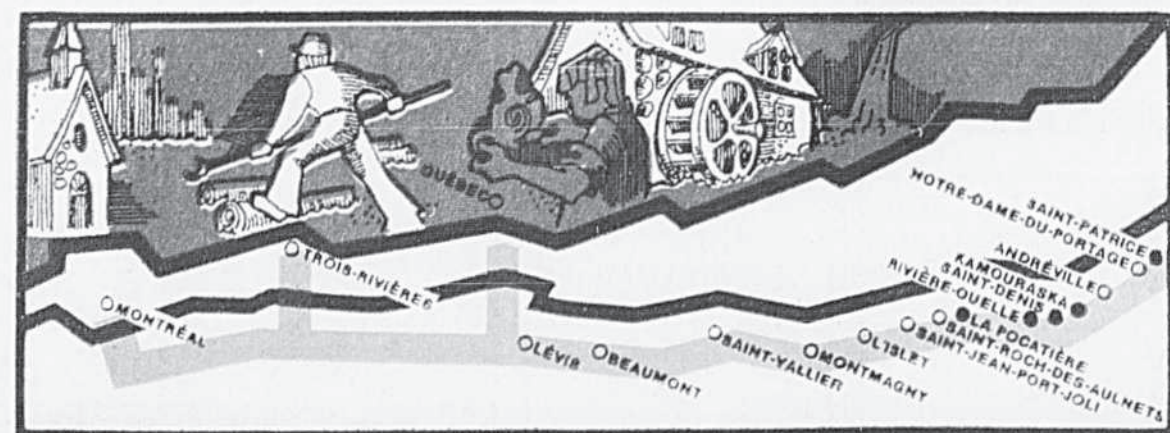 QUÉBEC
MONTRÉAL
TROIS-RIVIÈRES
LÉVIS
BEAUMONT
SAINT-VALLIER
MONTMAGNY
L'ISLET
SAINT-JEAN-PORT-JOLI
SAINT-ROCH-DES-AULNETS
LA POCATIÈRE
RIVIÈRE-OUELLE
SAINT-DENIS
KAMOURASKA
ANDRÉVILLE
NOTRE-DAME-DU-PORTAGE
SAINT-PATRICE